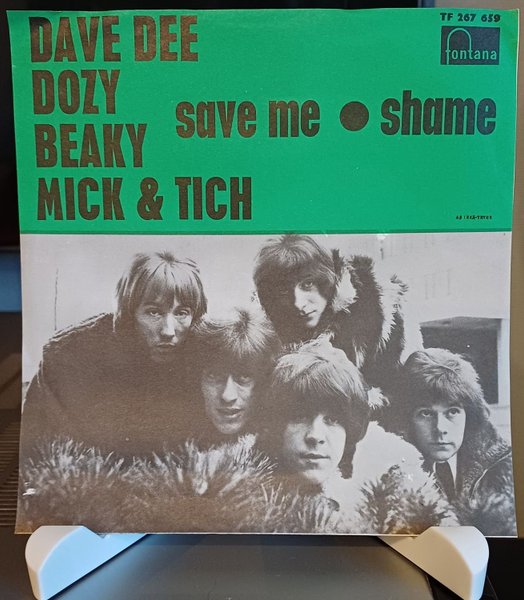 DAVE DEE
DOZY
BEAKY
MICK & TICH
save me ● shame
TF 267 659
fontana